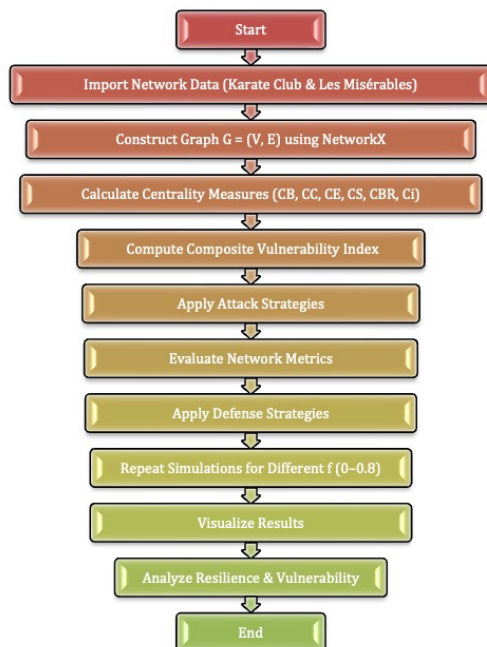 Start
Import Network Data (Karate Club & Les Misérables)
Construct Graph G = (V, E) using NetworkX
Calculate Centrality Measures (CB, CC, CE, CS, CBR, Ci)
Compute Composite Vulnerability Index
Apply Attack Strategies
Evaluate Network Metrics
Apply Defense Strategies
Repeat Simulations for Different f (0–0.8)
Visualize Results
Analyze Resilience & Vulnerability
End